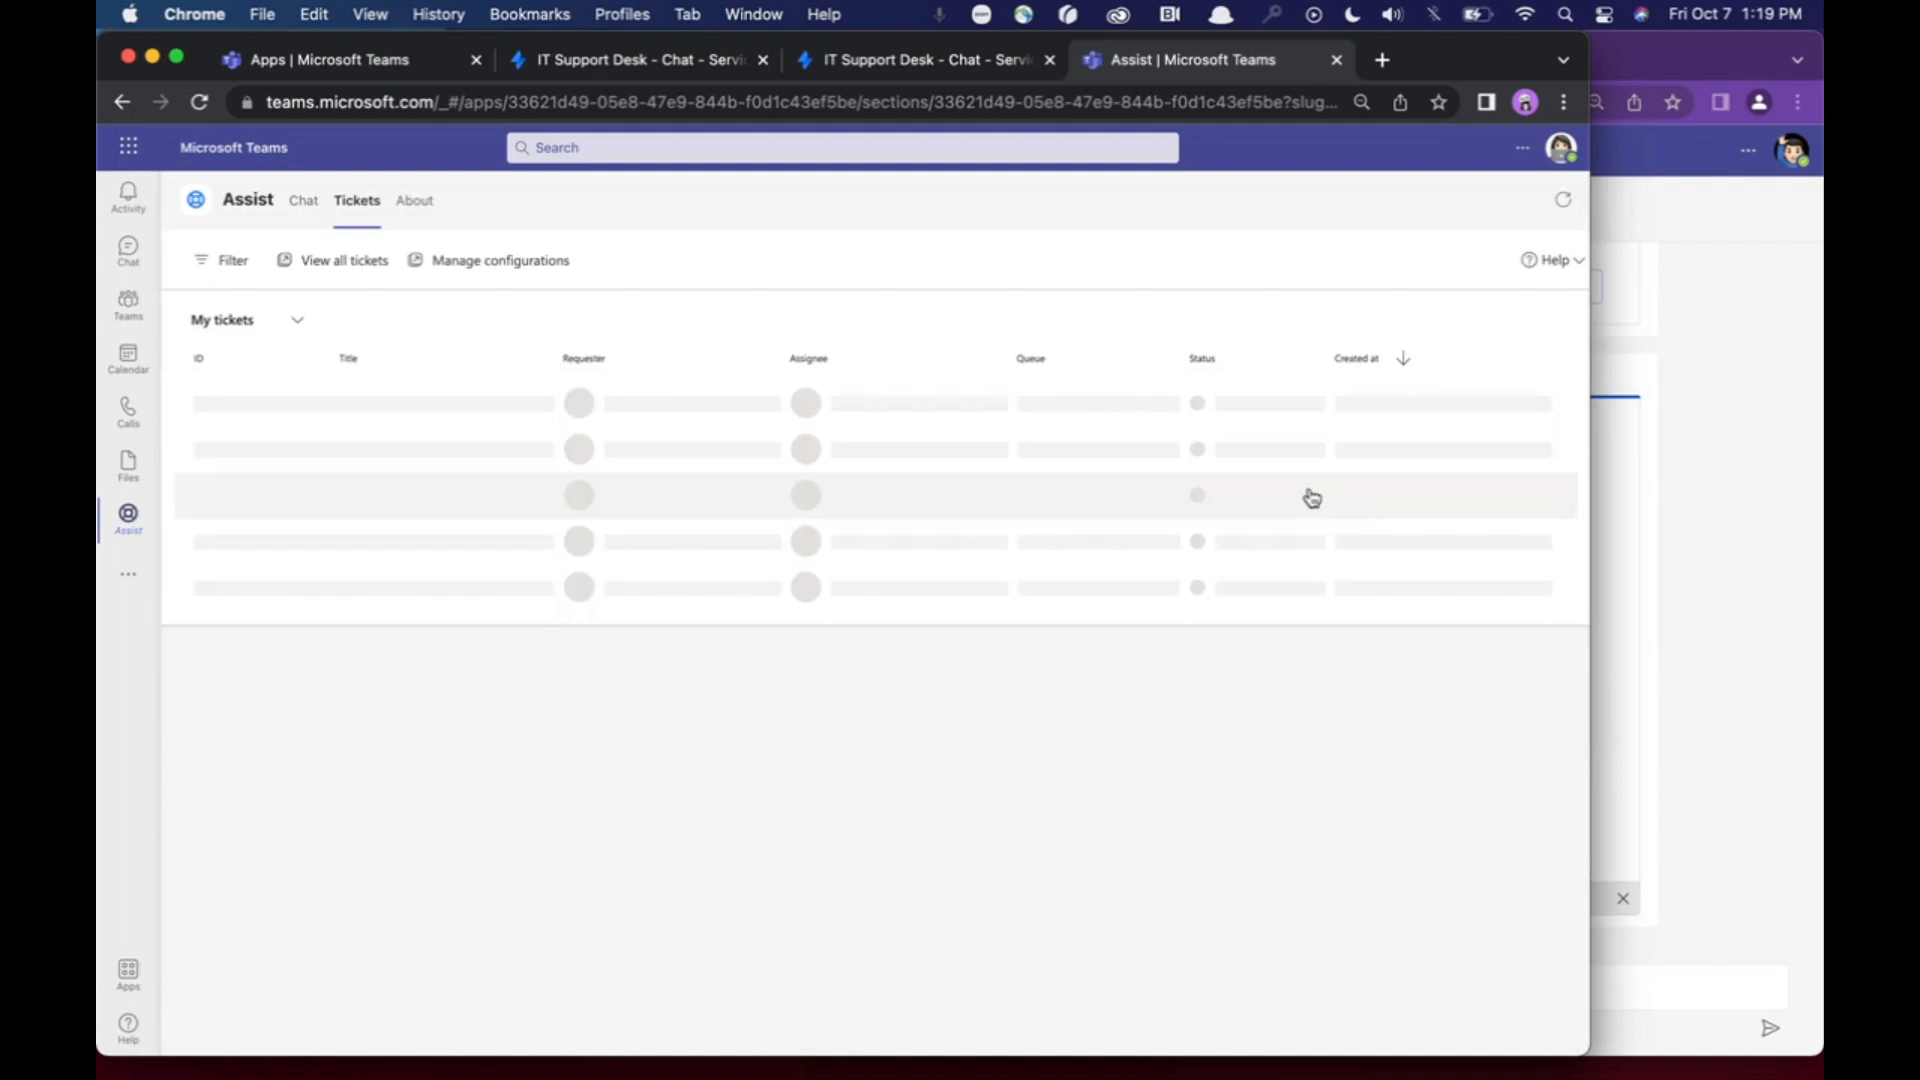 Chrome File Edit View History Bookmarks Profiles Tab Window Help Fri Oct 7 1:19 PM
Apps | Microsoft Teams IT Support Desk - Chat - Servi IT Support Desk - Chat - Servi Assist | Microsoft Teams
teams.microsoft.com/_#/apps/33621d49-05e8-47e9-844b-f0d1c43ef5be/sections/33621d49-05e8-47e9-844b-f0d1c43ef5be?slug...
Microsoft Teams Search
Activity
Chat
Teams
Calendar
Calls
Files
Assist
Apps
Help
Assist Chat Tickets About
Filter View all tickets Manage configurations Help
My tickets
ID Title Requester Assignee Queue Status Created at